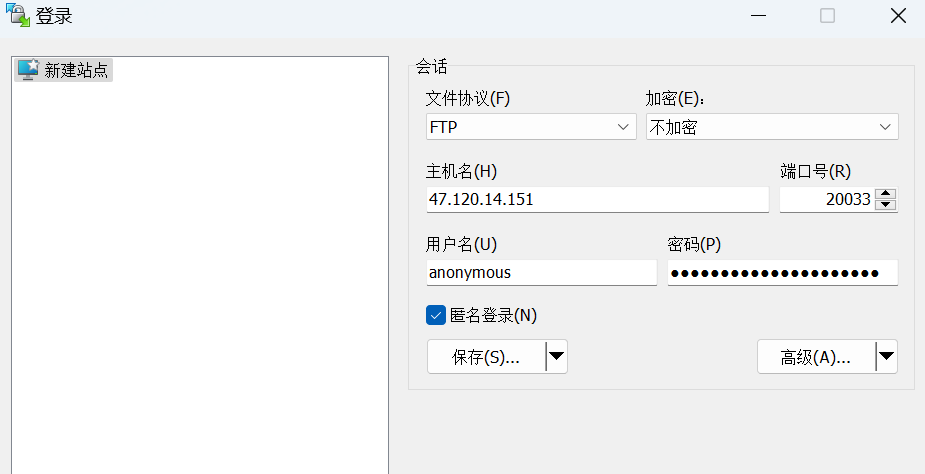 登录
新建站点
会话
文件协议(F) 加密(E):
FTP 不加密
主机名(H) 端口号(R)
47.120.14.151 20033
用户名(U) 密码(P)
anonymous ●●●●●●●●●●●●●●●●●●●●●
匿名登录(N)
保存(S)... 高级(A)...